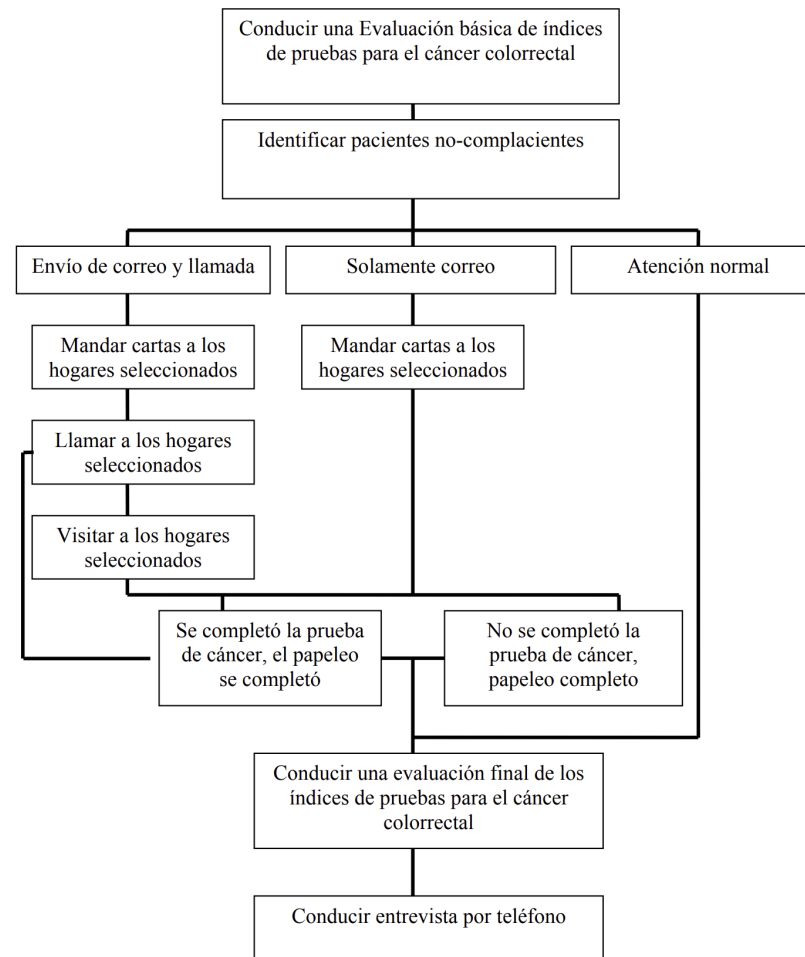 Conducir una Evaluación básica de índices
de pruebas para el cáncer colorrectal
Identificar pacientes no-complacientes
Envío de correo y llamada
Solamente correo
Atención normal
Mandar cartas a los
hogares seleccionados
Mandar cartas a los
hogares seleccionados
Llamar a los hogares
seleccionados
Visitar a los hogares
seleccionados
Se completó la prueba
de cáncer, el papeleo
se completó
No se completó la
prueba de cáncer,
papeleo completo
Conducir una evaluación final de los
índices de pruebas para el cáncer
colorrectal
Conducir entrevista por teléfono